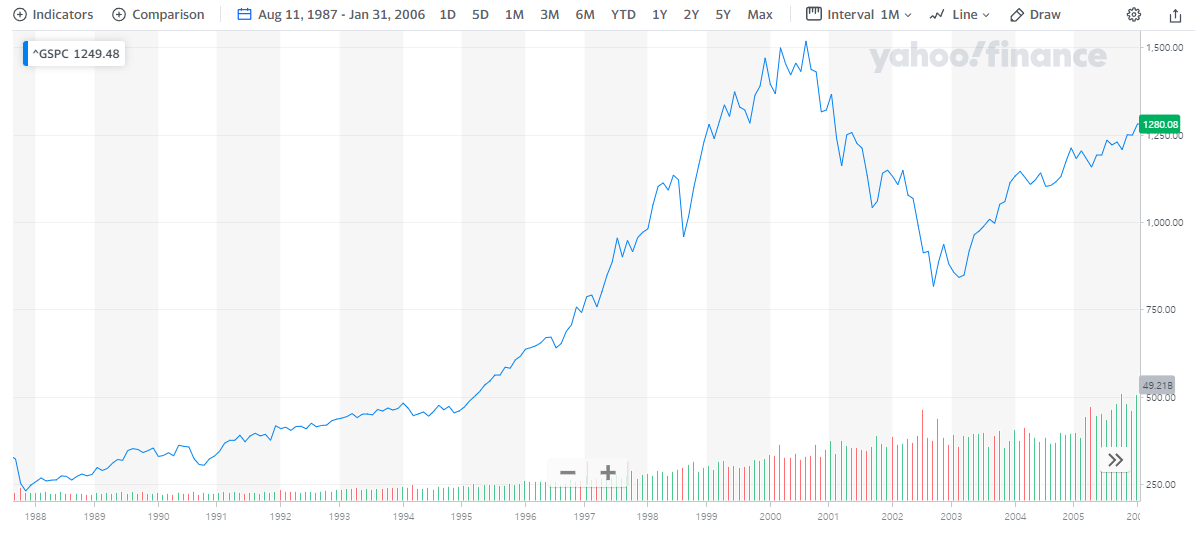 Indicators Comparison Aug 11, 1987 - Jan 31, 2006 1D 5D 1M 3M 6M YTD 1Y 2Y 5Y Max Interval 1M Line Draw
^GSPC 1249.48
yahoo!finance
1,500.00
1280.08
1,250.00
1,000.00
750.00
49.21B
500.00
250.00
1988 1989 1990 1991 1992 1993 1994 1995 1996 1997 1998 1999 2000 2001 2002 2003 2004 2005 200